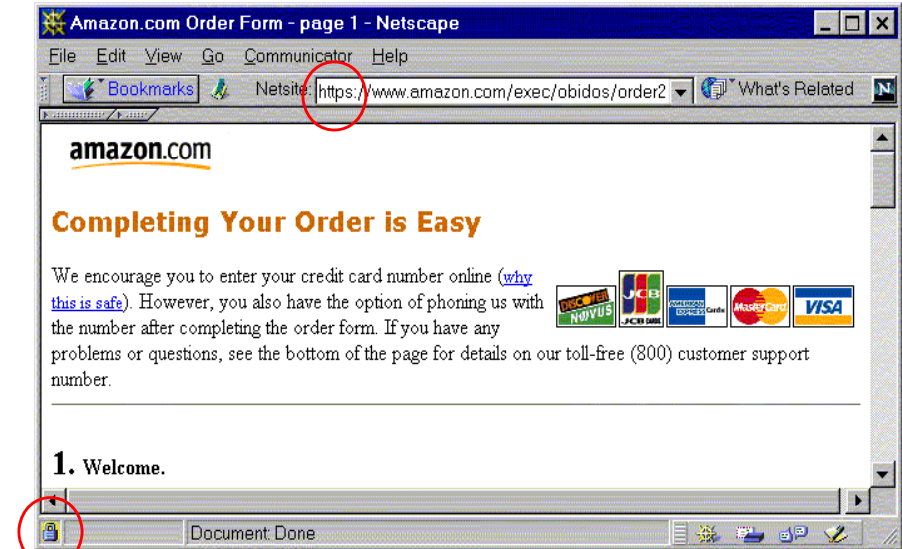 Amazon.com Order Form - page 1 - Netscape
File Edit View Go Communicator Help
Bookmarks Netsite: https://www.amazon.com/exec/obidos/order2 What's Related N
amazon.com
Completing Your Order is Easy
We encourage you to enter your credit card number online (why
this is safe). However, you also have the option of phoning us with
the number after completing the order form. If you have any
problems or questions, see the bottom of the page for details on our toll-free (800) customer support
number.
DISCOVER NOVUS JCB JCB CARD AMERICAN EXPRESS Cards MasterCard VISA
1. Welcome.
Document: Done